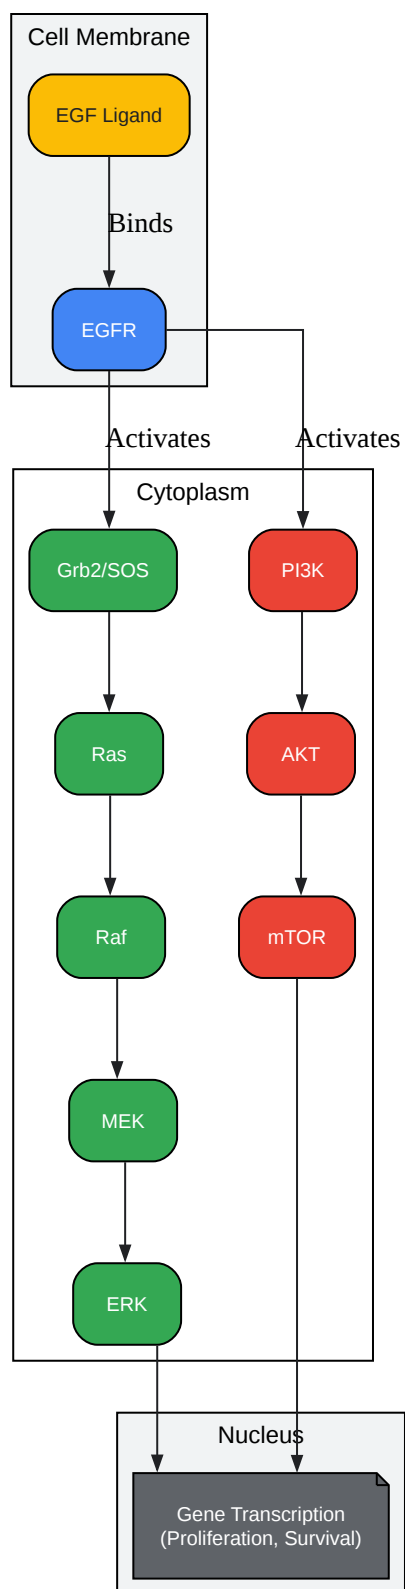 Cell Membrane
EGF Ligand
Binds
EGFR
Activates
Activates
Cytoplasm
Grb2/SOS
PI3K
Ras
AKT
Raf
mTOR
MEK
ERK
Nucleus
Gene Transcription
(Proliferation, Survival)